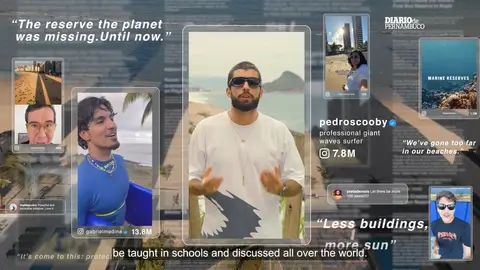 “The reserve the planet
was missing.Until now.”
DIARIO de
PERNAMBUCO
MARINE RESERVES
pedroscooby
professional giant
waves surfer
7.8M
“We've gone too far
in our beaches.”
gabrielmedina
13.8M
“Less buildings,
more sun”
“It's come to this: protec
be taught in schools and discussed all over the world.